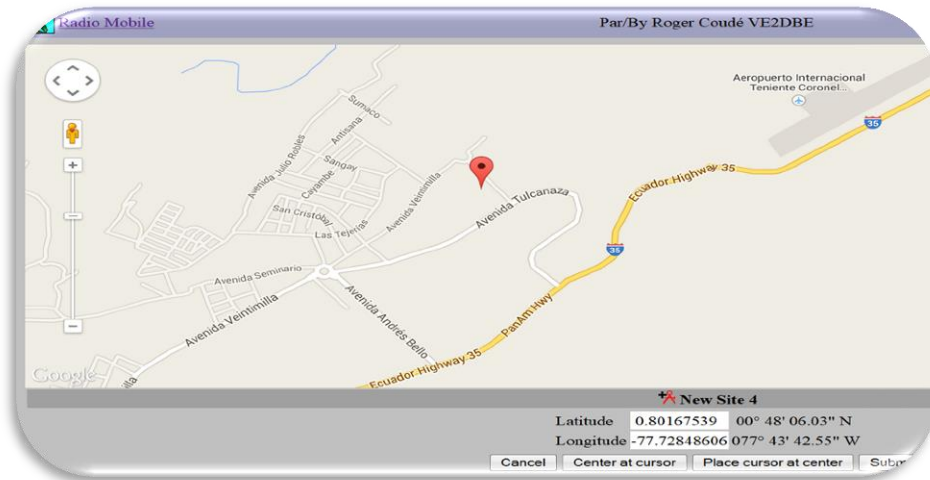 Radio Mobile
Par/By Roger Coudé VE2DBE
Aeropuerto Internacional
Teniente Coronel...
35
Ecuador Highway 35
Sumaco
Antisana
Avenida Julio Robles
Sangay
Cayambe
Avenida Veintimilla
San Cristóbal
Las Tejerías
Avenida Tulcanaza
35
Avenida Seminario
Avenida Veintimilla
Avenida Andrés Bello
PanAm Hwy
Ecuador Highway 35
Google
New Site 4
Latitude 0.80167539 00° 48' 06.03" N
Longitude -77.72848606 077° 43' 42.55" W
Cancel Center at cursor Place cursor at center Subm